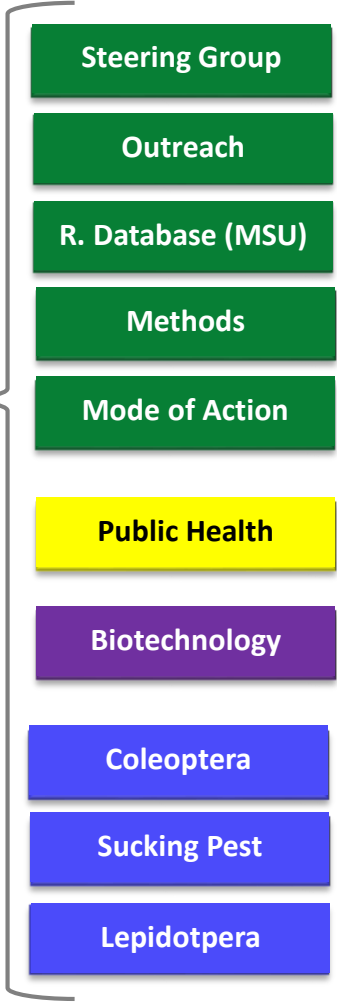 Steering Group
Outreach
R. Database (MSU)
Methods
Mode of Action
Public Health
Biotechnology
Coleoptera
Sucking Pest
Lepidotpera